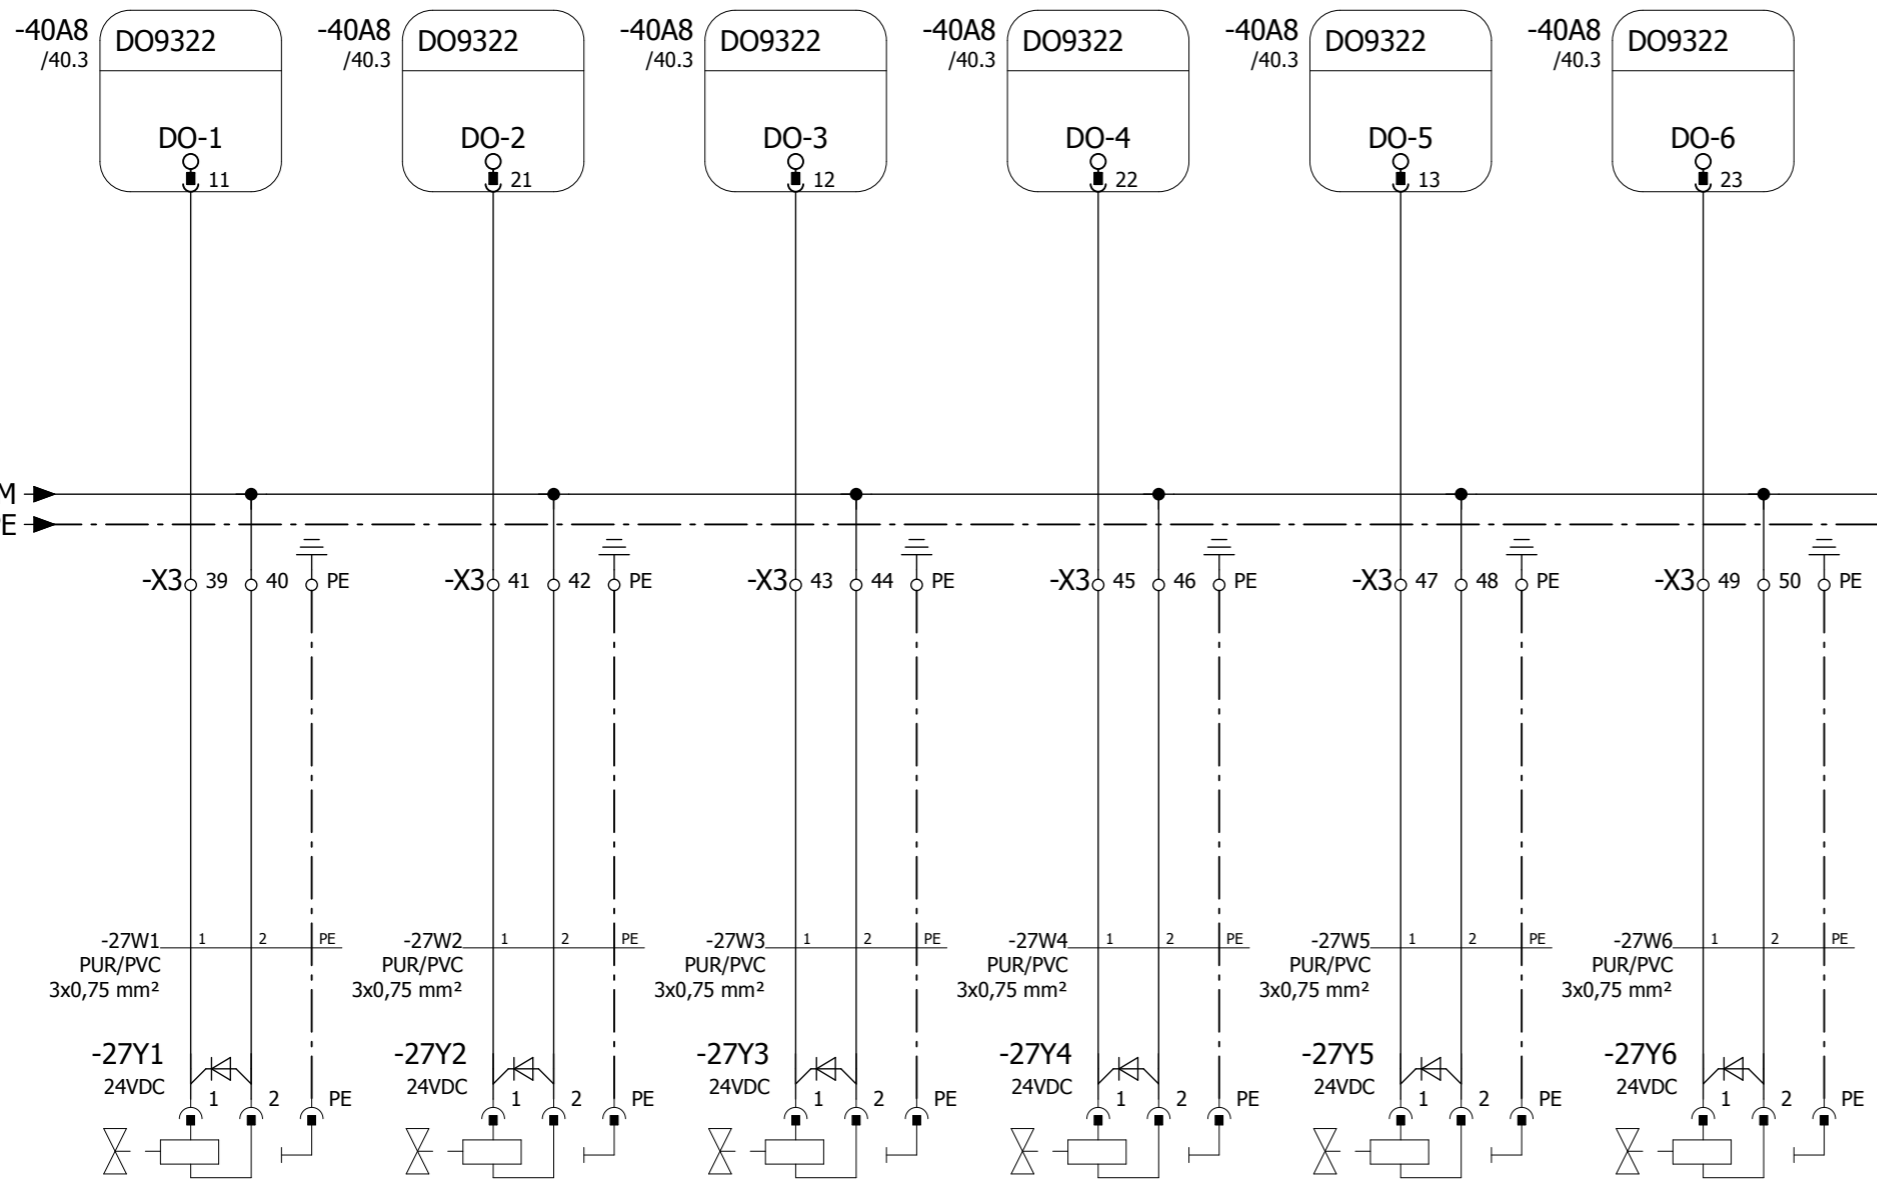 -40A8 DO9322 -40A8 DO9322 -40A8 DO9322 -40A8 DO9322 -40A8 DO9322 -40A8 DO9322
/40.3 /40.3 /40.3 /40.3 /40.3 /40.3
DO-1 DO-2 DO-3 DO-4 DO-5 DO-6
11 21 12 22 13 23
M
PE
-X3 39 40 PE -X3 41 42 PE -X3 43 44 PE -X3 45 46 PE -X3 47 48 PE -X3 49 50 PE
-27W1 1 2 PE -27W2 1 2 PE -27W3 1 2 PE -27W4 1 2 PE -27W5 1 2 PE -27W6 1 2 PE
PUR/PVC PUR/PVC PUR/PVC PUR/PVC PUR/PVC PUR/PVC
3x0,75 mm² 3x0,75 mm² 3x0,75 mm² 3x0,75 mm² 3x0,75 mm² 3x0,75 mm²
-27Y1 -27Y2 -27Y3 -27Y4 -27Y5 -27Y6
24VDC 24VDC 24VDC 24VDC 24VDC 24VDC
1 2 PE 1 2 PE 1 2 PE 1 2 PE 1 2 PE 1 2 PE